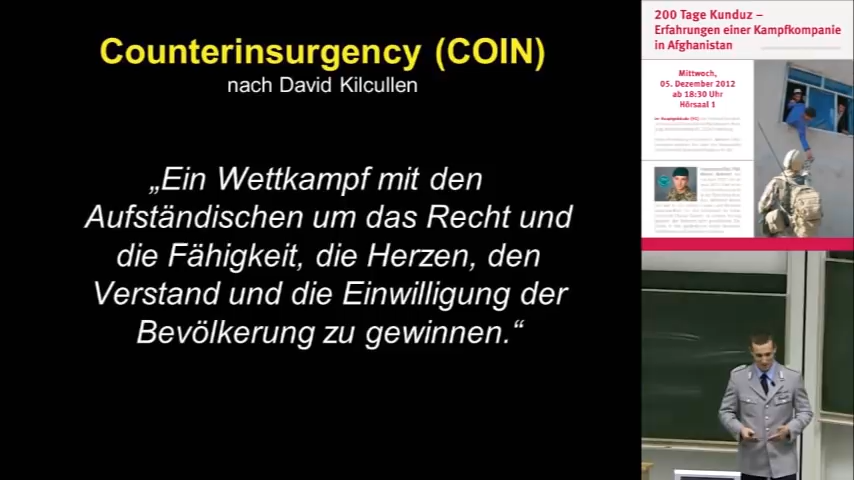 Counterinsurgency (COIN)
nach David Kilcullen
„Ein Wettkampf mit den
Aufständischen um das Recht und
die Fähigkeit, die Herzen, den
Verstand und die Einwilligung der
Bevölkerung zu gewinnen.“
200 Tage Kunduz –
Erfahrungen einer Kampfkompanie
in Afghanistan
Mittwoch,
05. Dezember 2012
ab 18:30 Uhr
Hörsaal 1